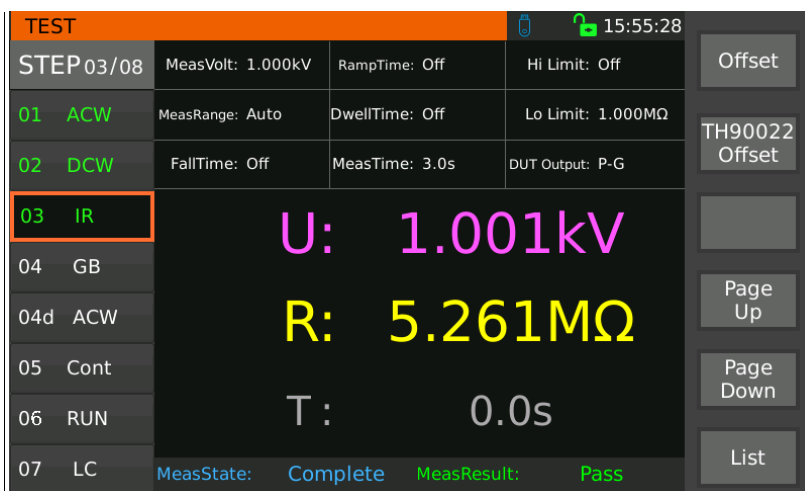 TEST 15:55:28
STEP 03/08
MeasVolt: 1.000kV RampTime: Off Hi Limit: Off
MeasRange: Auto DwellTime: Off Lo Limit: 1.000MΩ
FallTime: Off MeasTime: 3.0s DUT Output: P-G
01 ACW
02 DCW
03 IR
04 GB
04d ACW
05 Cont
06 RUN
07 LC
U: 1.001kV
R: 5.261MΩ
T: 0.0s
MeasState: Complete MeasResult: Pass
Offset
TH90022
Offset
Page
Up
Page
Down
List